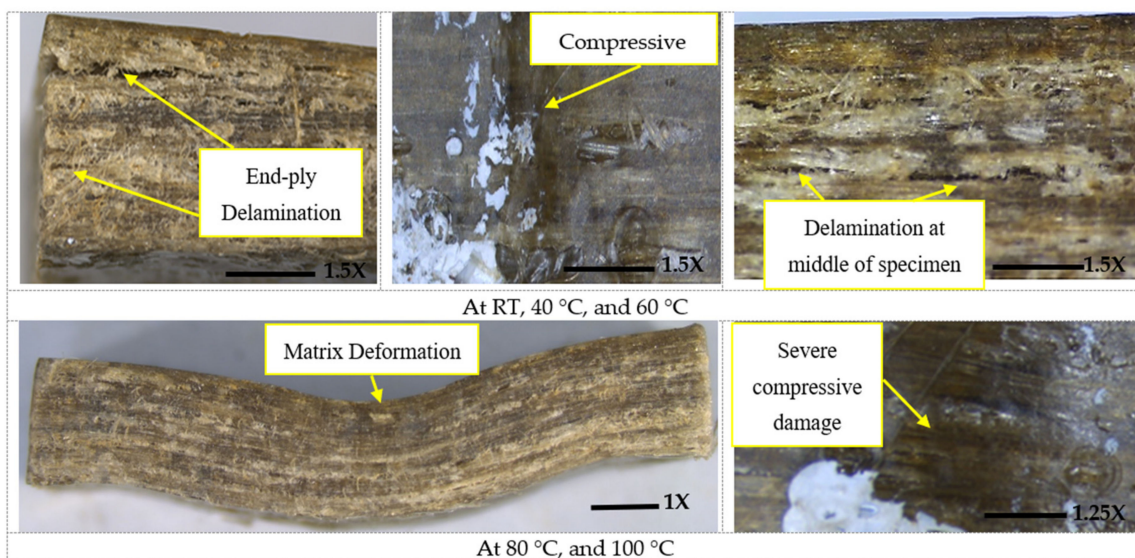 End-ply
Delamination
1.5X
Compressive
1.5X
Delamination at
middle of specimen
1.5X
At RT, 40 °C, and 60 °C
Matrix Deformation
1X
Severe
compressive
damage
1.25X
At 80 °C, and 100 °C